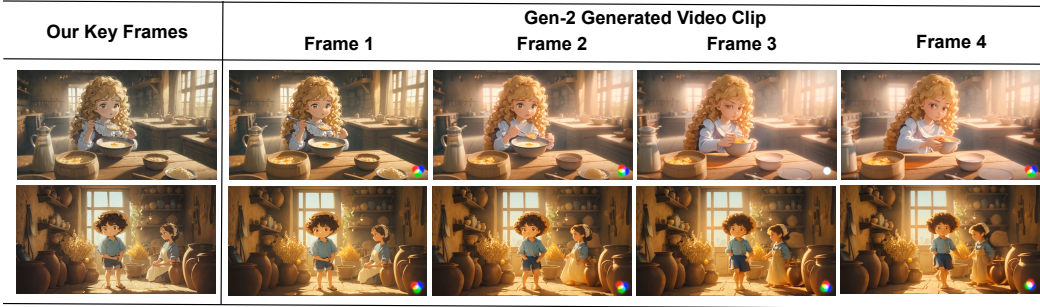 Gen-2 Generated Video Clip
Our Key Frames
Frame 1
Frame 2
Frame 3
Frame 4